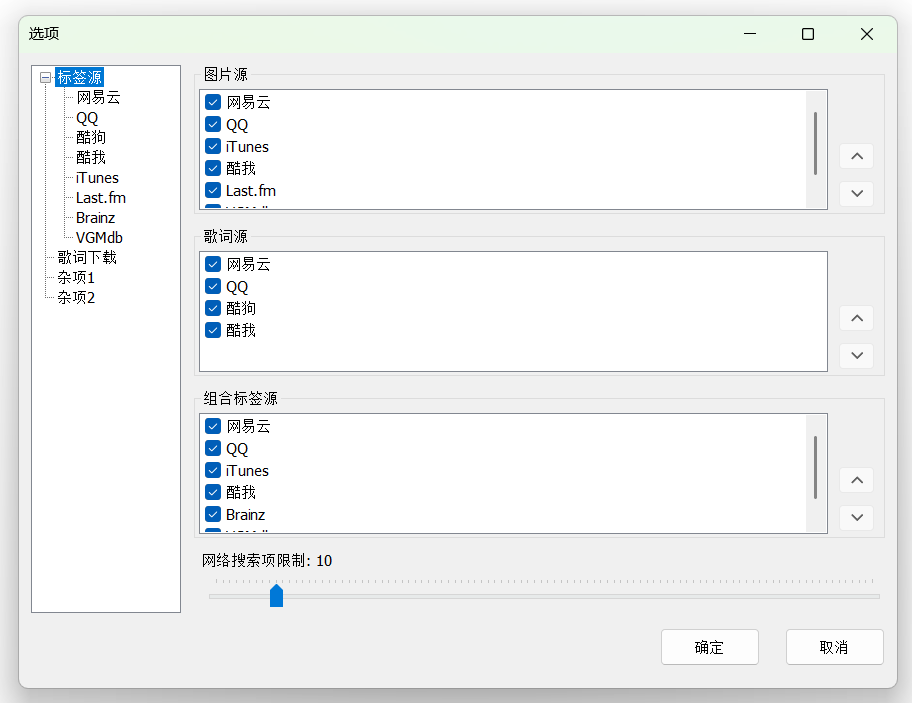 选项
标签源
网易云
QQ
酷狗
酷我
iTunes
Last.fm
Brainz
VGMdb
歌词下载
杂项1
杂项2
图片源
网易云
QQ
iTunes
酷我
Last.fm
歌词源
网易云
QQ
酷狗
酷我
组合标签源
网易云
QQ
iTunes
酷我
Brainz
网络搜索项限制: 10
确定
取消